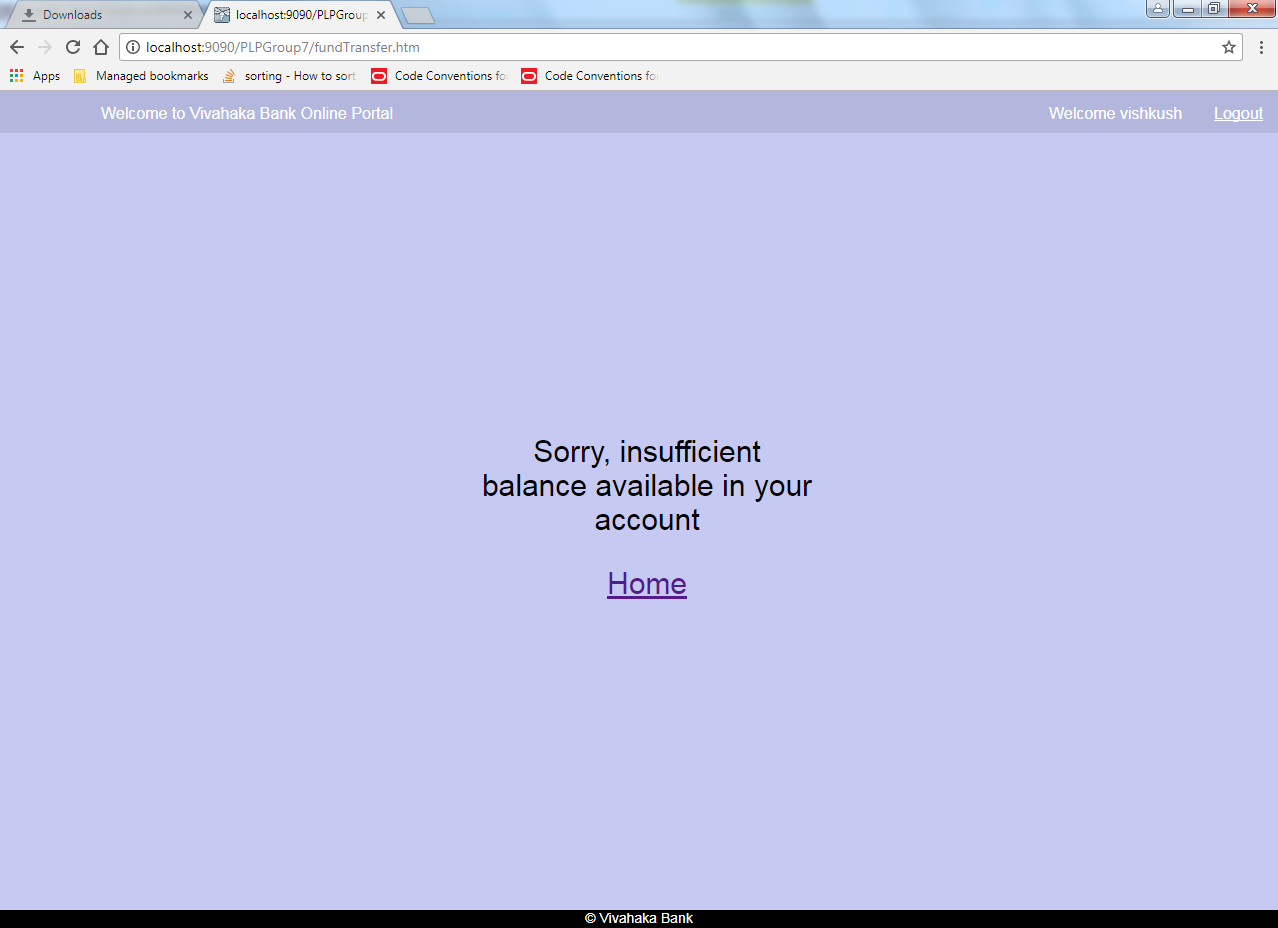 Downloads
localhost:9090/PLPGroup
localhost:9090/PLPGroup7/fundTransfer.htm
Apps
Managed bookmarks
sorting - How to sort
Code Conventions fo
Code Conventions fo
Welcome to Vivahaka Bank Online Portal
Welcome vishkush
Logout
Sorry, insufficient
balance available in your
account
Home
© Vivahaka Bank